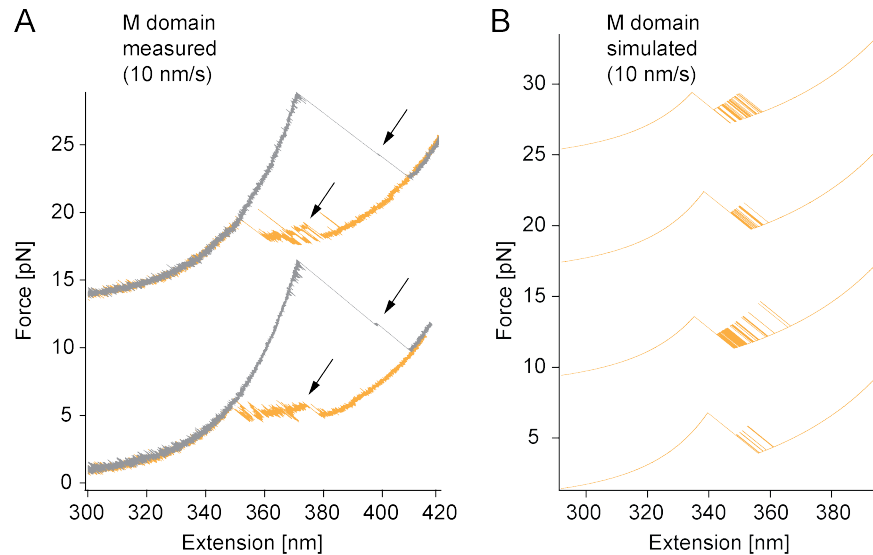 A
M domain
measured
(10 nm/s)
25
20
15
10
5
0
Force [pN]
300
320
340
360
380
400
420
Extension [nm]
B
M domain
simulated
(10 nm/s)
30
25
20
15
10
5
Force [pN]
300
320
340
360
380
Extension [nm]